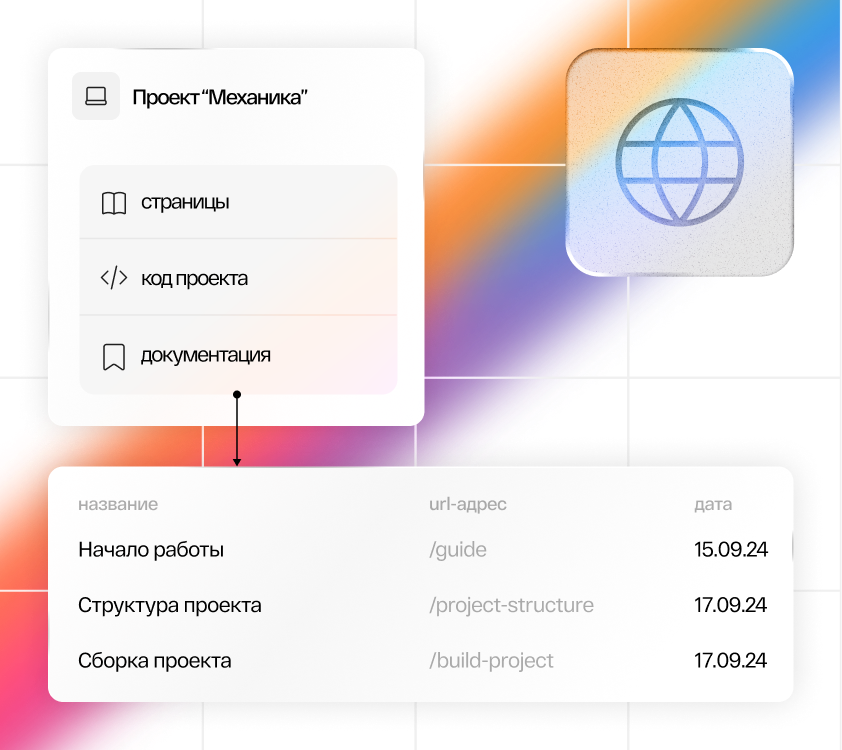 Проект “Механика”
страницы
код проекта
документация
название url-адрес дата
Начало работы /guide 15.09.24
Структура проекта /project-structure 17.09.24
Сборка проекта /build-project 17.09.24